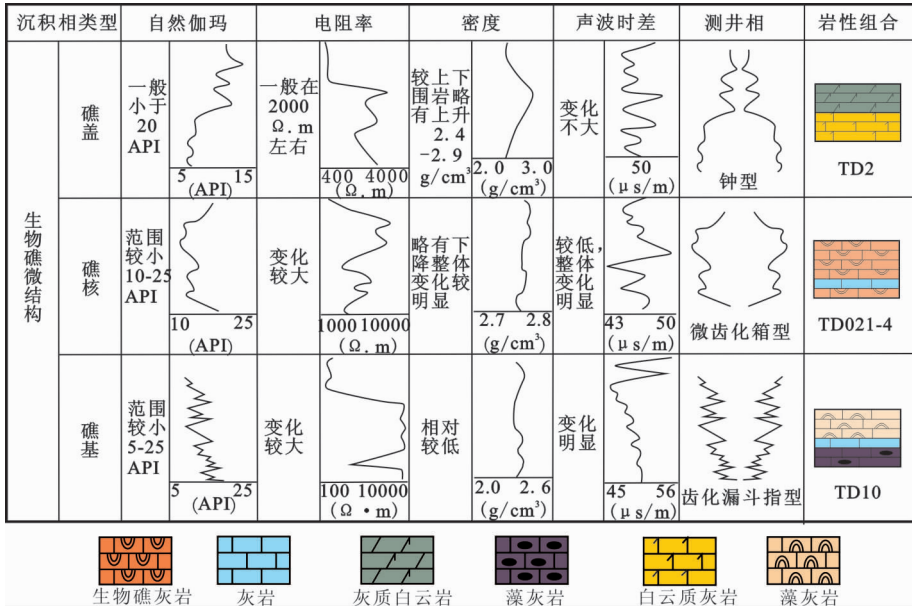 沉积相类型 自然伽玛 电阻率 密度 声波时差 测井相 岩性组合
生物礁微结构
礁盖
一般
小于
20
API
5 15
(API)
一般在
2000
Ω.m
左右
400 4000
(Ω.m)
较上下
围岩略
有上升
2.4
-2.9
g/cm³
2.0 3.0
(g/cm³)
变化
不大
50
(μs/m)
钟型
TD2
礁核
范围
较小
10-25
API
10 25
(API)
变化
较大
1000 10000
(Ω.m)
略有下
降整体
变化较
明显
2.7 2.8
(g/cm³)
较低,
整体
变化
明显
43 50
(μs/m)
微齿化箱型
TD021-4
礁基
范围
较小
5-25
API
5 25
(API)
变化
较大
100 10000
(Ω·m)
相对
较低
2.0 2.6
(g/cm³)
变化
明显
45 56
(μs/m)
齿化漏斗指型
TD10
生物礁灰岩 灰岩 灰质白云岩 藻灰岩 白云质灰岩 藻灰岩